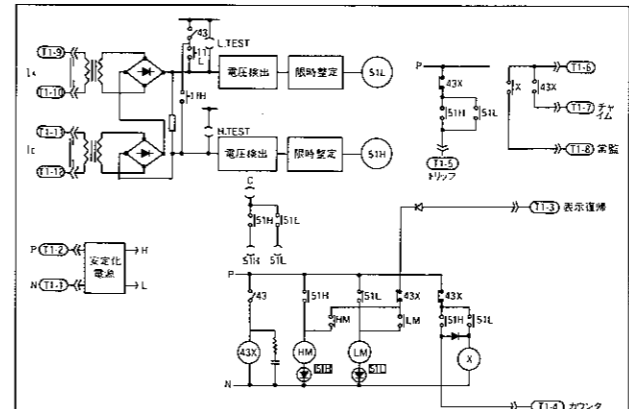 43
L.TEST
T1-9
11
L
電圧検出
限時整定
51L
P
T1-6
43X
X
43X
IA
T1-10
11H
51H
51L
T1-7 チャイム
H.TEST
T1-11
電圧検出
限時整定
51H
T1-8 常監
IC
T1-12
T1-5
トリップ
C
51H
51L
T1-3 表示復帰
51H
51L
P T1-2
安定化電源
H
P
N T1-1
L
43
51H
51L
43X
43X
HM
LM
51H
51L
43X
HM
LM
X
51H
51L
N
T1-4 カウンタ